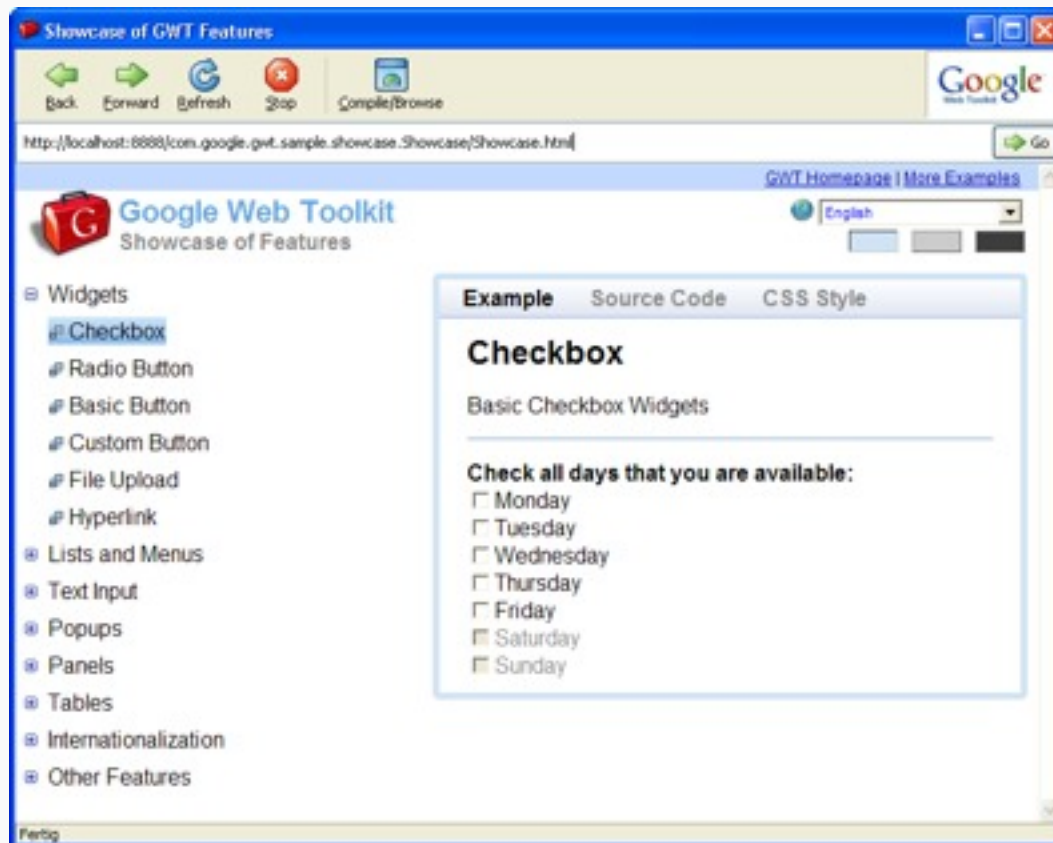 Showcase of GWT Features
Back Forward Refresh Stop Compile/Browse
Google
Web Toolkit
http://localhost:8888/com.google.gwt.sample.showcase.Showcase/Showcase.html
Go
GWT Homepage | More Examples
G
Google Web Toolkit
English
Showcase of Features
Widgets
Checkbox
Radio Button
Basic Button
Custom Button
File Upload
Hyperlink
Lists and Menus
Text Input
Popups
Panels
Tables
Internationalization
Other Features
Example Source Code CSS Style
Checkbox
Basic Checkbox Widgets
Check all days that you are available:
Monday
Tuesday
Wednesday
Thursday
Friday
Saturday
Sunday
Fertig